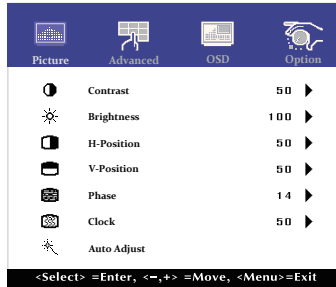 Picture Advanced OSD Option
Contrast 50
Brightness 100
H-Position 50
V-Position 50
Phase 14
Clock 50
Auto Adjust
<Select> =Enter, <-,+> =Move, <Menu>=Exit